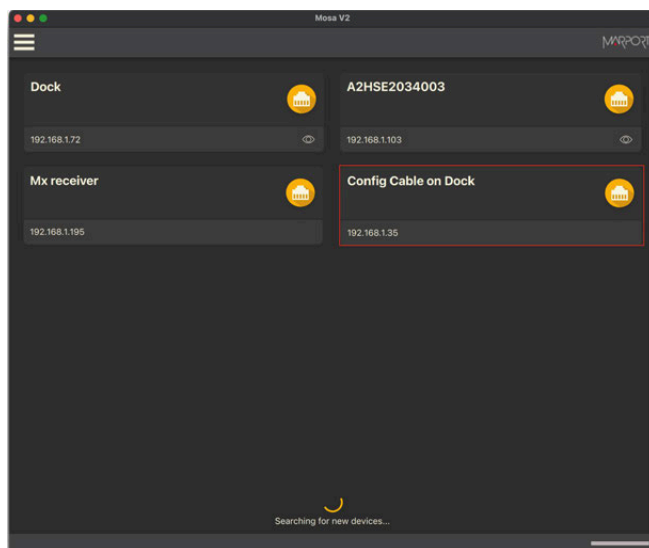 Mosa V2
MARPORT
Dock
192.168.1.72
A2HSE2034003
192.168.1.103
Mx receiver
192.168.1.195
Config Cable on Dock
192.168.1.35
Searching for new devices...